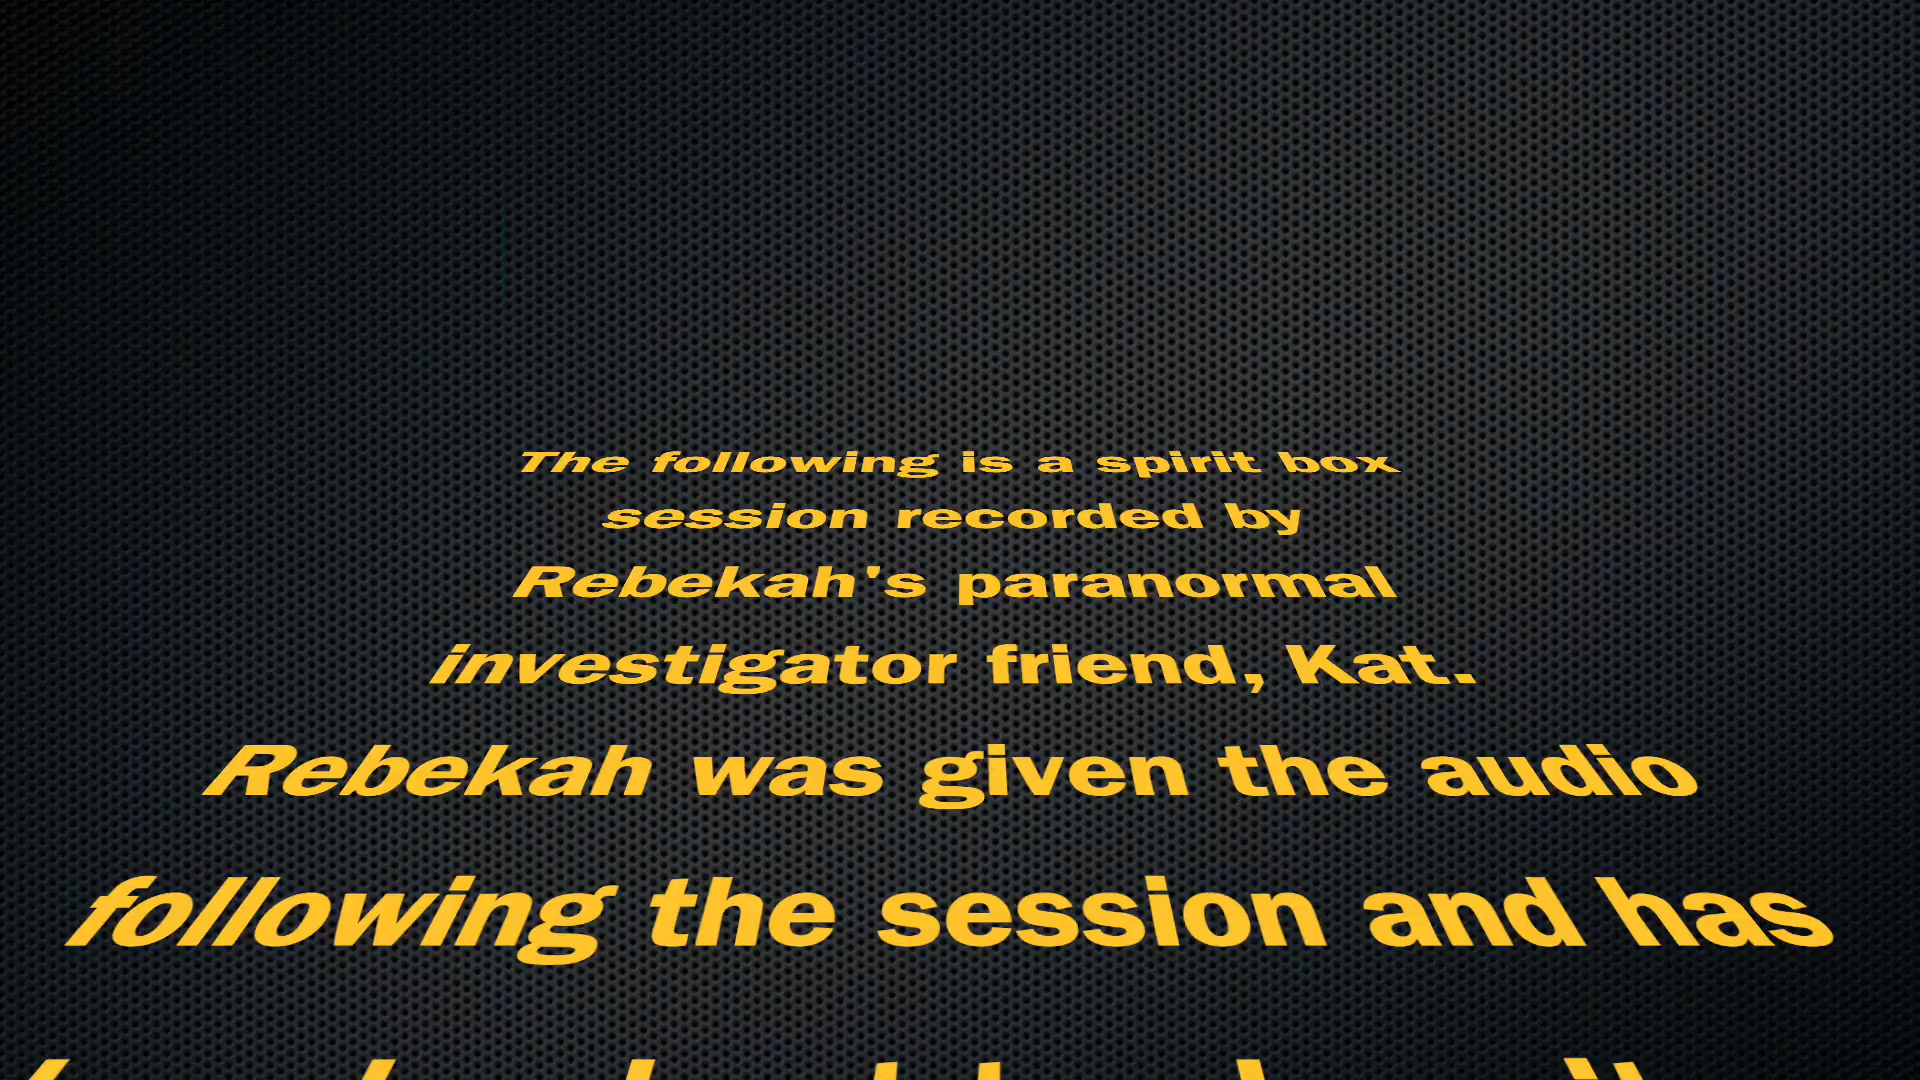 The following is a spirit box
session recorded by
Rebekah's paranormal
investigator friend, Kat.
Rebekah was given the audio
following the session and has